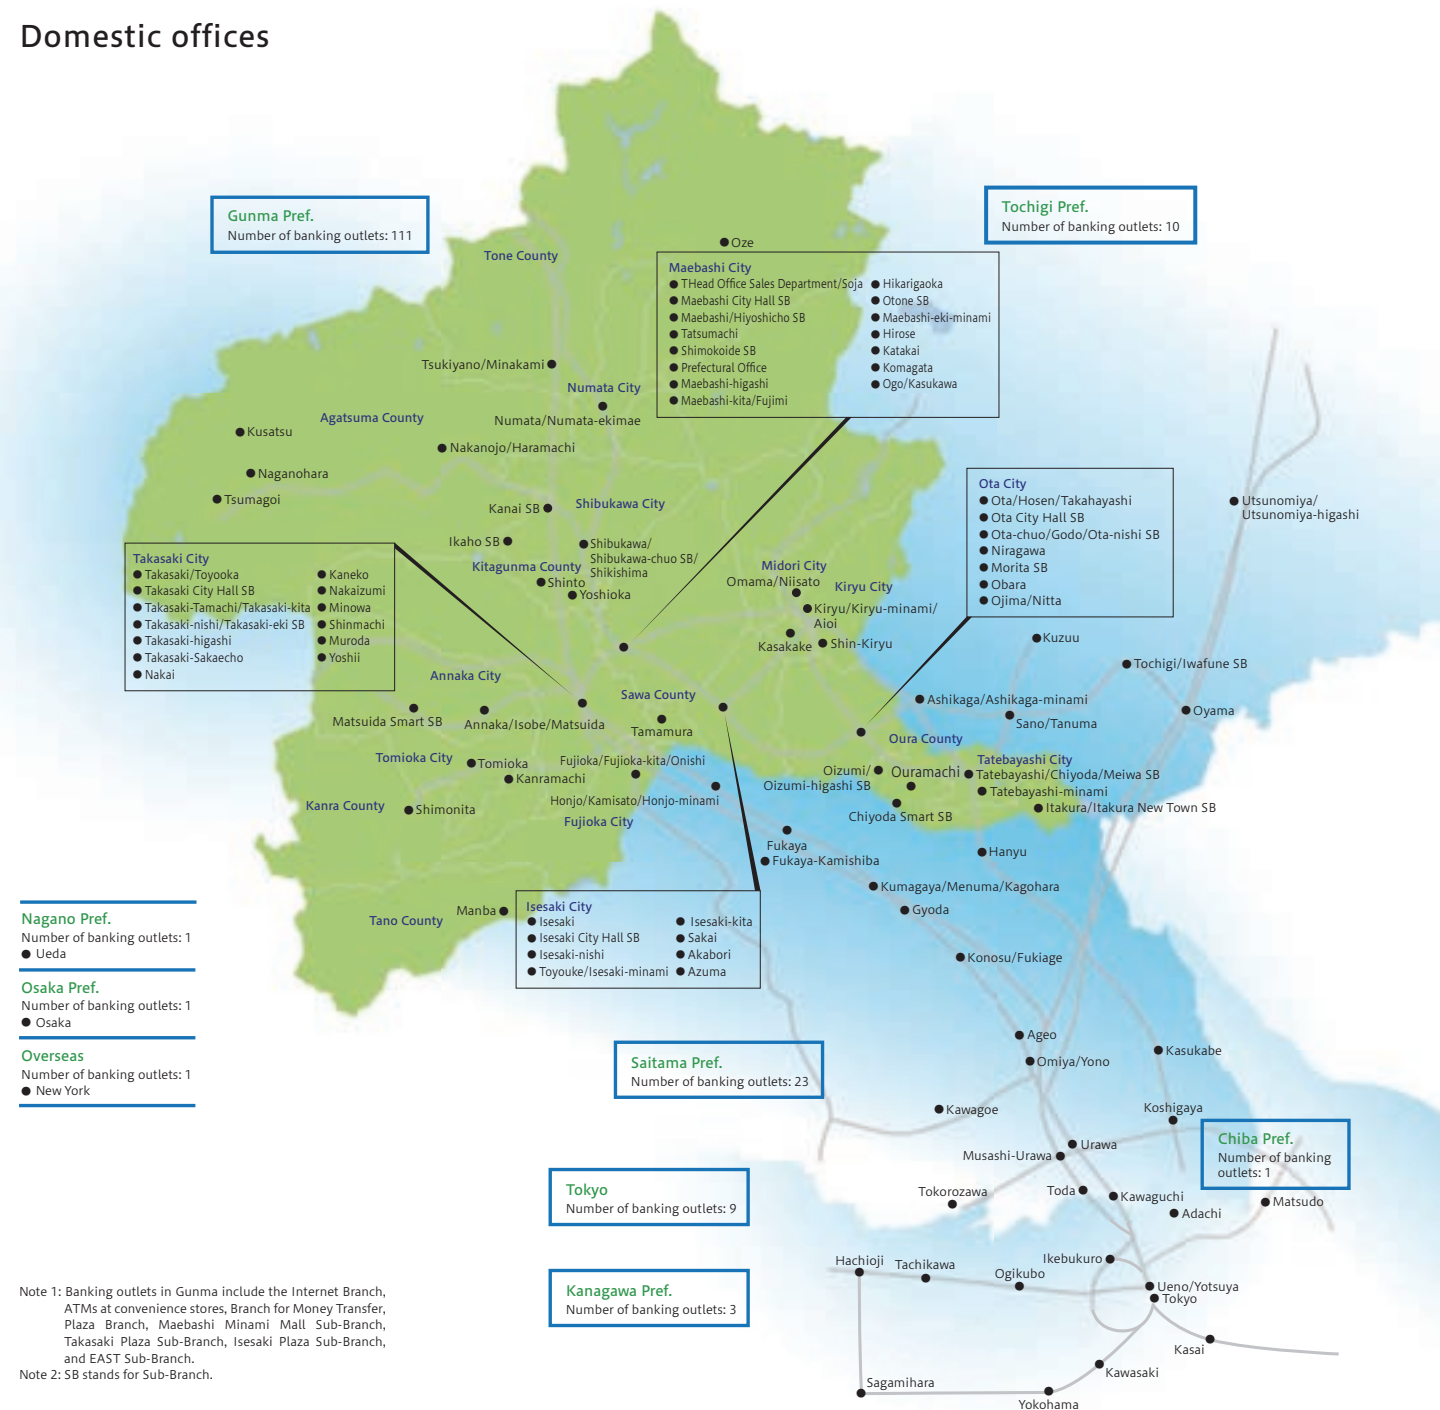 Domestic offices
Gunma Pref.
Number of banking outlets: 111
Tochigi Pref.
Number of banking outlets: 10
Oze
Tone County
Maebashi City
THead Office Sales Department/Soja
Maebashi City Hall SB
Maebashi/Hiyoshicho SB
Tatsumachi
Shimokoide SB
Prefectural Office
Maebashi-higashi
Maebashi-kita/Fujimi
Hikarigaoka
Otone SB
Maebashi-eki-minami
Hirose
Katakai
Komagata
Ogo/Kasukawa
Tsukiyano/Minakami
Numata City
Numata/Numata-ekimae
Agatsuma County
Kusatsu
Nakanojo/Haramachi
Naganohara
Tsumagoi
Kanai SB
Shibukawa City
Ikaho SB
Shibukawa/
Shibukawa-chuo SB/
Shikishima
Kitagunma County
Shinto
Yoshioka
Ota City
Ota/Hosen/Takahayashi
Ota City Hall SB
Ota-chuo/Godo/Ota-nishi SB
Niragawa
Morita SB
Obara
Ojima/Nitta
Utsunomiya/
Utsunomiya-higashi
Takasaki City
Takasaki/Toyooka
Takasaki City Hall SB
Takasaki-Tamachi/Takasaki-kita
Takasaki-nishi/Takasaki-eki SB
Takasaki-higashi
Takasaki-Sakaecho
Nakai
Kaneko
Nakaizumi
Minowa
Shinmachi
Muroda
Yoshii
Midori City
Omama/Niisato
Kiryu City
Kiryu/Kiryu-minami/
Aioi
Kasakake
Shin-Kiryu
Kuzuu
Tochigi/Iwafune SB
Annaka City
Matsuida Smart SB
Annaka/Isobe/Matsuida
Sawa County
Tamamura
Ashikaga/Ashikaga-minami
Sano/Tanuma
Oyama
Oura County
Tomioka City
Tomioka
Kanramachi
Fujioka/Fujioka-kita/Onishi
Honjo/Kamisato/Honjo-minami
Fujioka City
Kanra County
Shimonita
Oizumi/
Oizumi-higashi SB
Ouramachi
Chiyoda Smart SB
Tatebayashi City
Tatebayashi/Chiyoda/Meiwa SB
Tatebayashi-minami
Itakura/Itakura New Town SB
Fukaya
Fukaya-Kamishiba
Hanyu
Kumagaya/Menuma/Kagohara
Gyoda
Konosu/Fukiage
Tano County
Manba
Isesaki City
Isesaki
Isesaki City Hall SB
Isesaki-nishi
Toyouke/Isesaki-minami
Isesaki-kita
Sakai
Akabori
Azuma
Nagano Pref.
Number of banking outlets: 1
Ueda
Osaka Pref.
Number of banking outlets: 1
Osaka
Overseas
Number of banking outlets: 1
New York
Saitama Pref.
Number of banking outlets: 23
Ageo
Omiya/Yono
Kasukabe
Kawagoe
Koshigaya
Urawa
Musashi-Urawa
Chiba Pref.
Number of banking
outlets: 1
Tokorozawa
Toda
Kawaguchi
Adachi
Matsudo
Tokyo
Number of banking outlets: 9
Hachioji
Tachikawa
Ogikubo
Ikebukuro
Ueno/Yotsuya
Tokyo
Kanagawa Pref.
Number of banking outlets: 3
Kasai
Kawasaki
Sagamihara
Yokohama
Note 1: Banking outlets in Gunma include the Internet Branch,
ATMs at convenience stores, Branch for Money Transfer,
Plaza Branch, Maebashi Minami Mall Sub-Branch,
Takasaki Plaza Sub-Branch, Isesaki Plaza Sub-Branch,
and EAST Sub-Branch.
Note 2: SB stands for Sub-Branch.